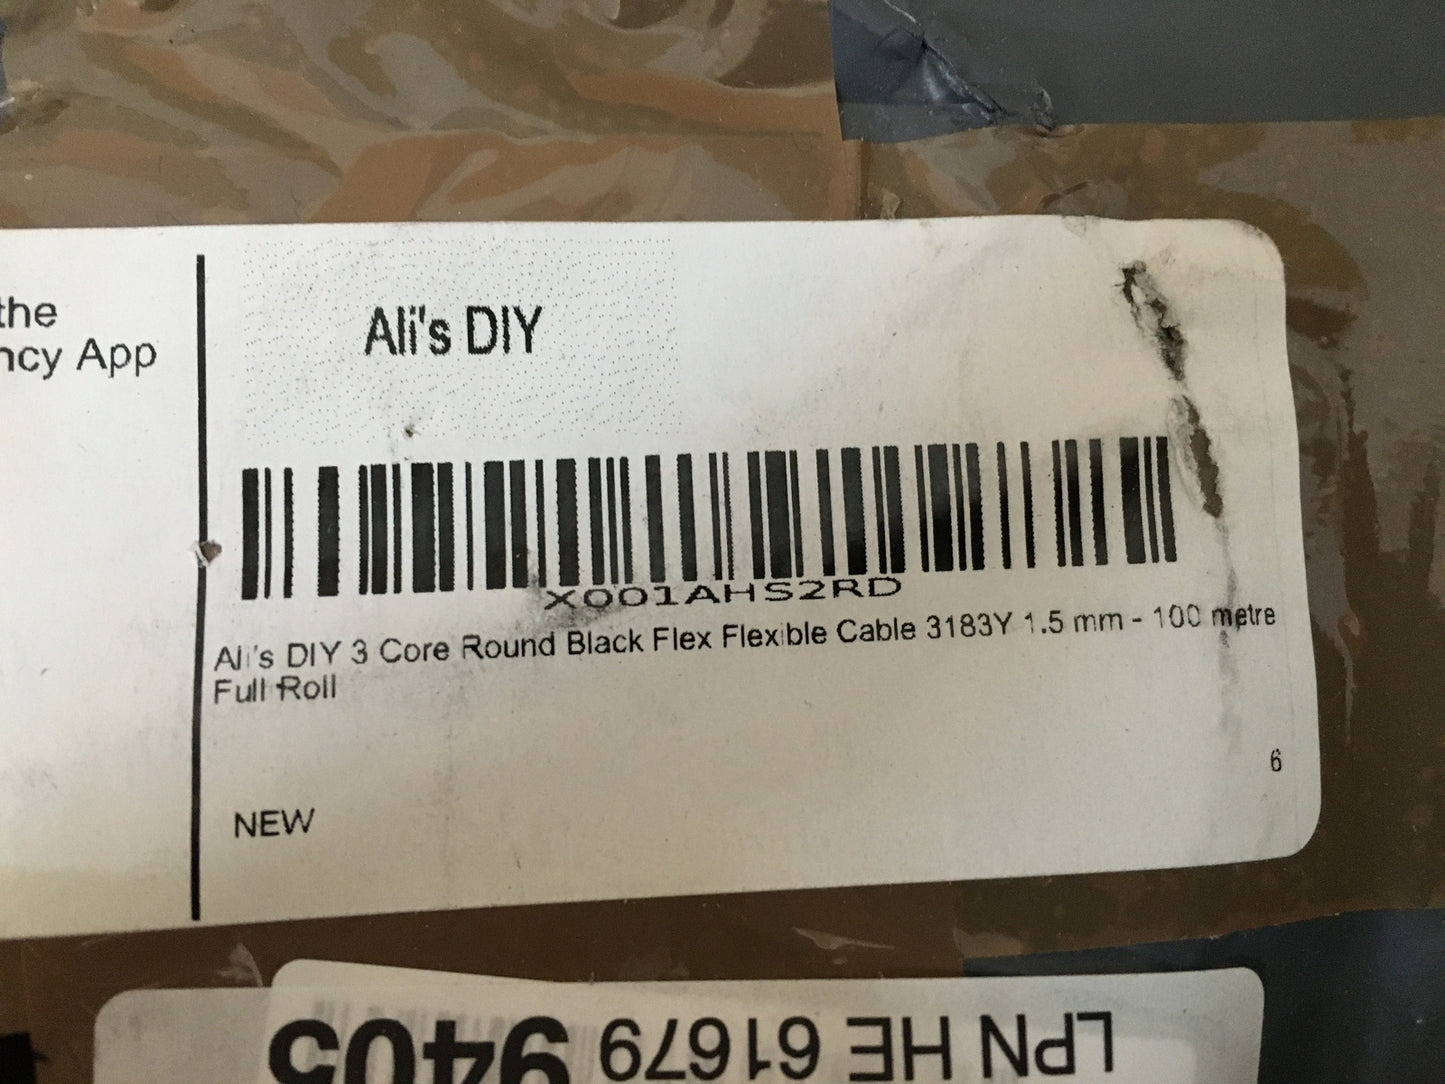 the
ncy App
Ali's DIY
X001AHS2RD
Ali's DIY 3 Core Round Black Flex Flexible Cable 3183Y 1.5 mm - 100 metre
Full Roll
6
NEW
LPN HE 61679 9405